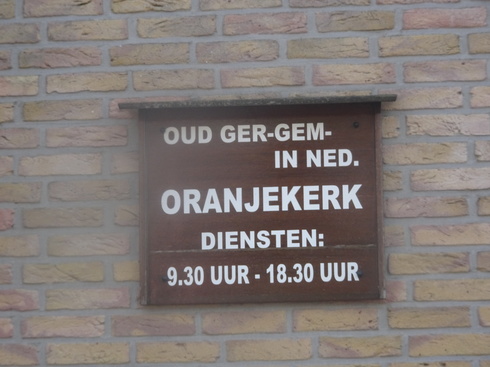 OUD GER-GEM-
IN NED.
ORANJEKERK
DIENSTEN:
9.30 UUR - 18.30 UUR